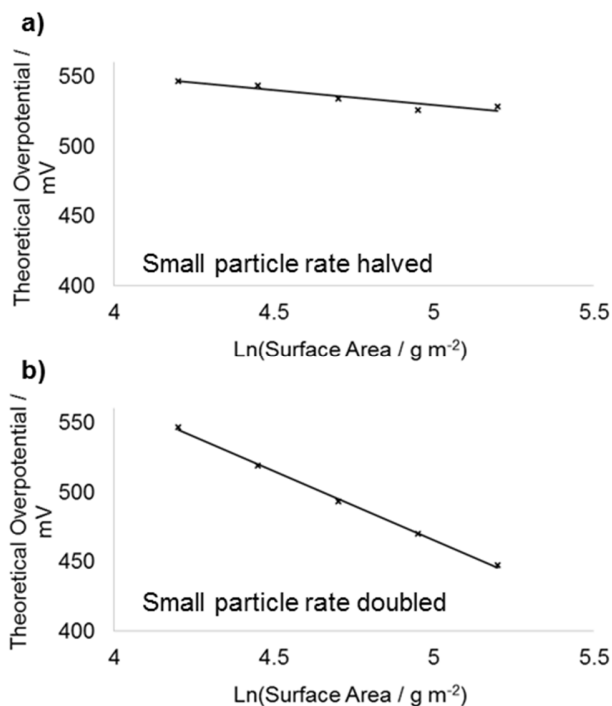 a)
Theoretical Overpotential /
mV
550
500
450
400
Small particle rate halved
4
4.5
5
5.5
Ln(Surface Area / g m-2)
b)
Theoretical Overpotential /
mV
550
500
450
400
Small particle rate doubled
4
4.5
5
5.5
Ln(Surface Area / g m-2)